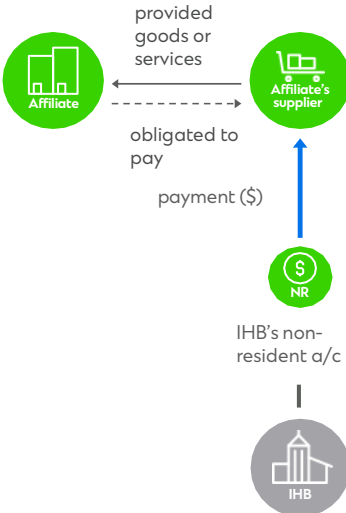 provided
goods or
services
Affiliate
Affiliate's
supplier
obligated to
pay
payment ($)
$
NR
IHB's non-
resident a/c
IHB